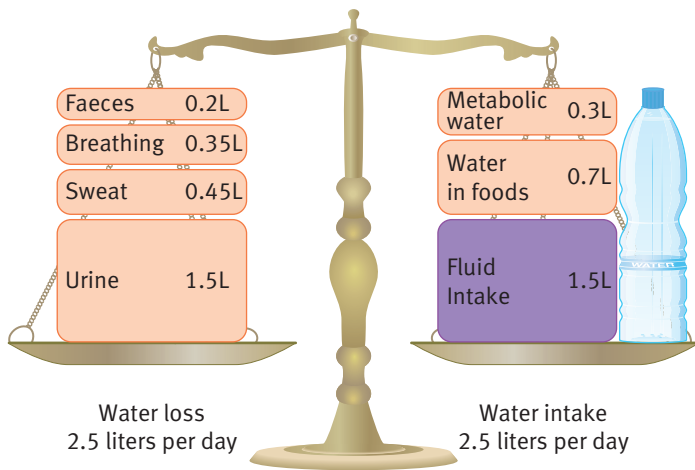 Faeces 0.2L
Breathing 0.35L
Sweat 0.45L
Urine 1.5L
Water loss
2.5 liters per day
Metabolic
water 0.3L
Water
in foods 0.7L
Fluid
Intake 1.5L
WATER
Water intake
2.5 liters per day